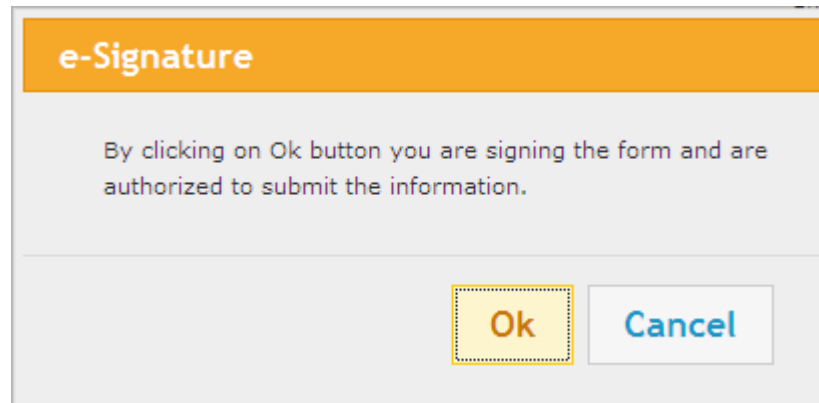 e-Signature
By clicking on Ok button you are signing the form and are
authorized to submit the information.
Ok
Cancel